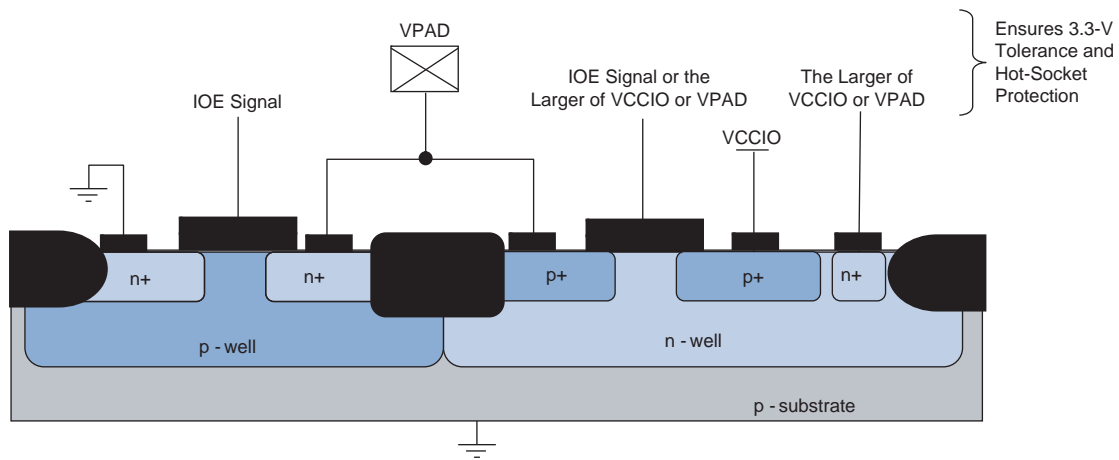 VPAD
IOE Signal
IOE Signal or the
Larger of VCCIO or VPAD
The Larger of
VCCIO or VPAD
Ensures 3.3-V
Tolerance and
Hot-Socket
Protection
VCCIO
n+
n+
p+
p+
n+
p - well
n - well
p - substrate